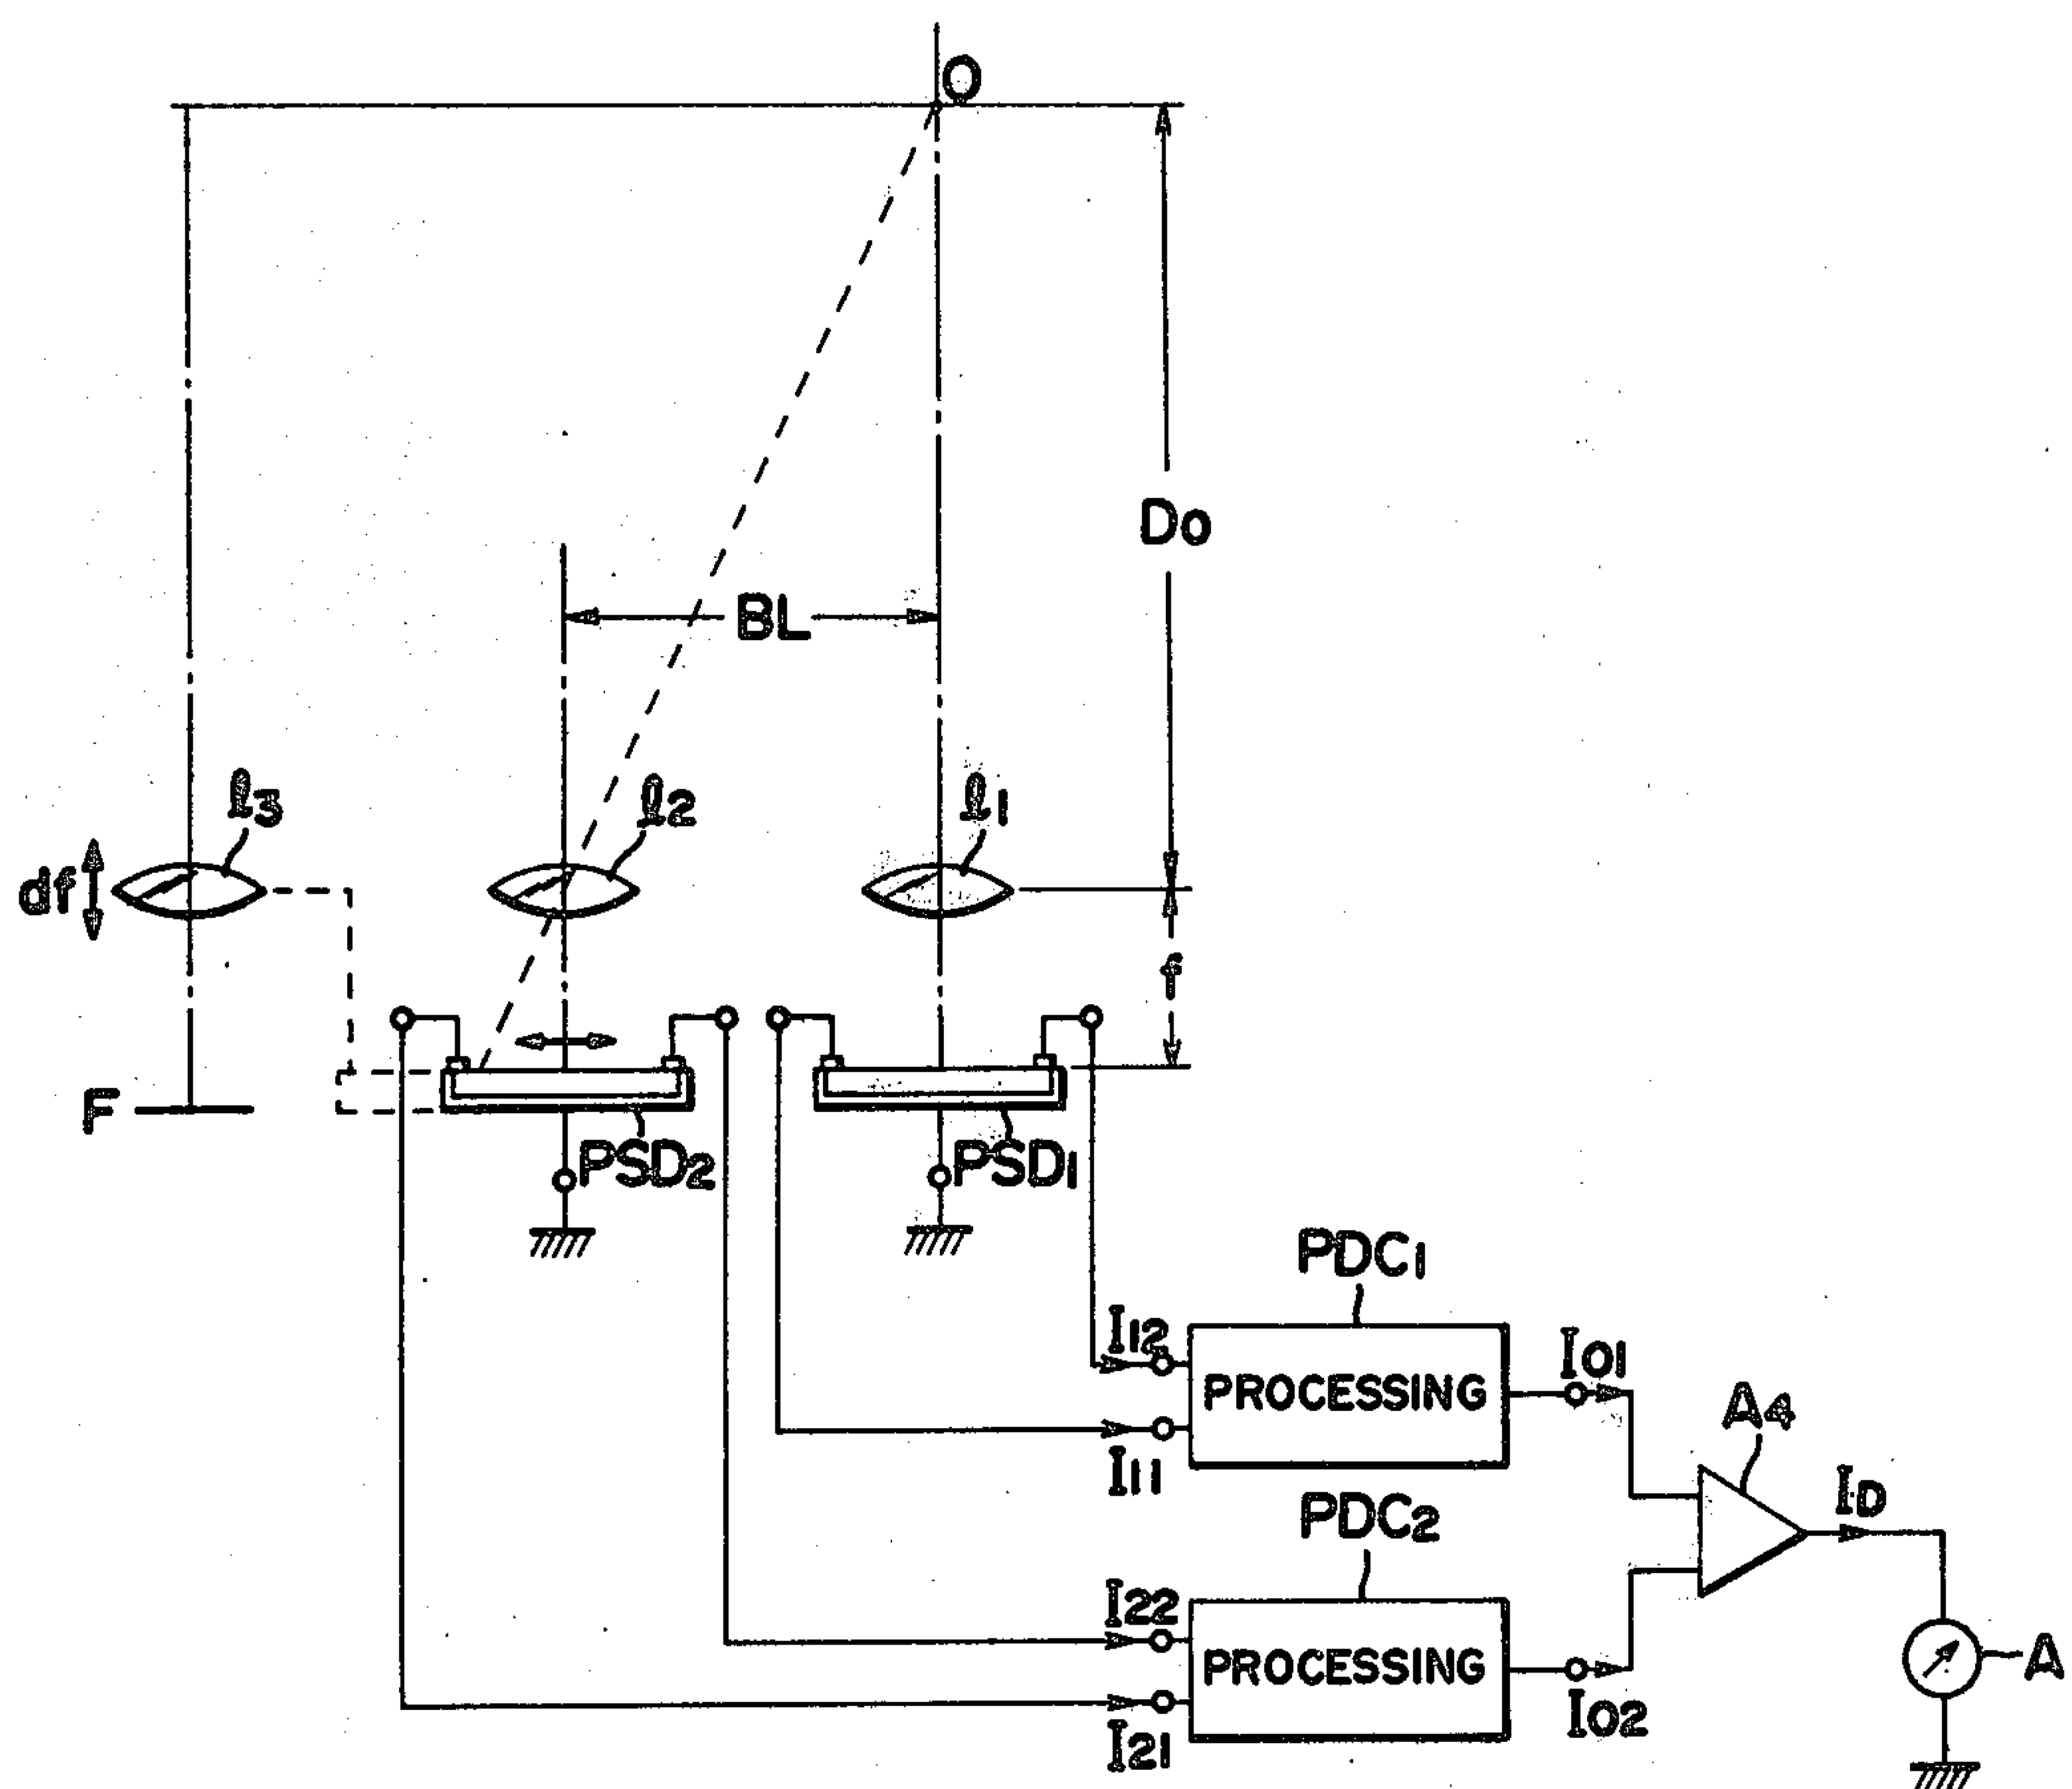 O
Do
BL
l3
l2
l1
df
f
F
PSD2
PSD1
PDC1
I12
PROCESSING
I01
A4
I11
ID
PDC2
I22
PROCESSING
A
I02
I21